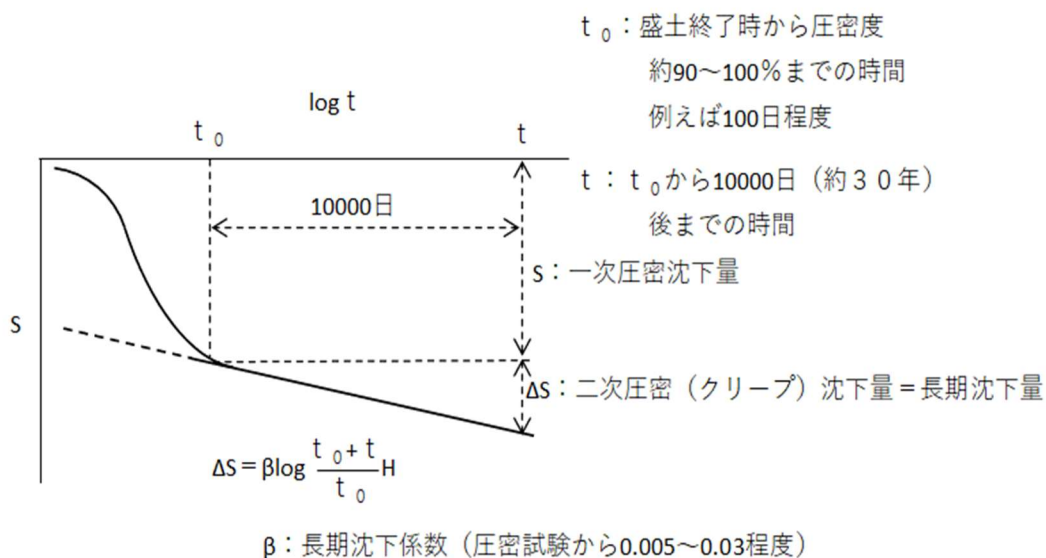 t₀：盛土終了時から圧密度
約90～100%までの時間
例えば100日程度
log t
t₀
t
t：t₀から10000日（約３０年）
後までの時間
10000日
S：一次圧密沈下量
S
ΔS：二次圧密（クリープ）沈下量＝長期沈下量
ΔS＝βlog (t₀+t)/t₀ H
β：長期沈下係数（圧密試験から0.005～0.03程度）